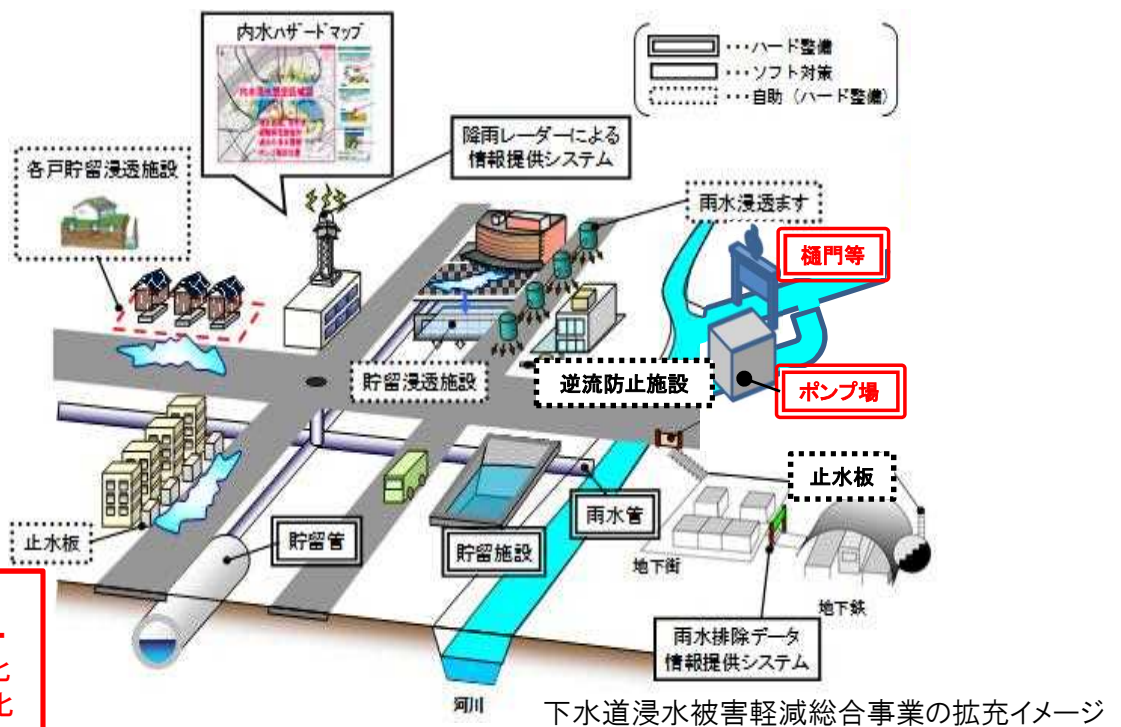 内水ハザードマップ
・・・ハード整備
・・・ソフト対策
・・・自助（ハード整備）
降雨レーダーによる
情報提供システム
各戸貯留浸透施設
雨水浸透ます
樋門等
貯留浸透施設
逆流防止施設
ポンプ場
止水板
雨水管
止水板
貯留管
貯留施設
地下街
地下鉄
雨水排除データ
情報提供システム
河川
下水道浸水被害軽減総合事業の拡充イメージ